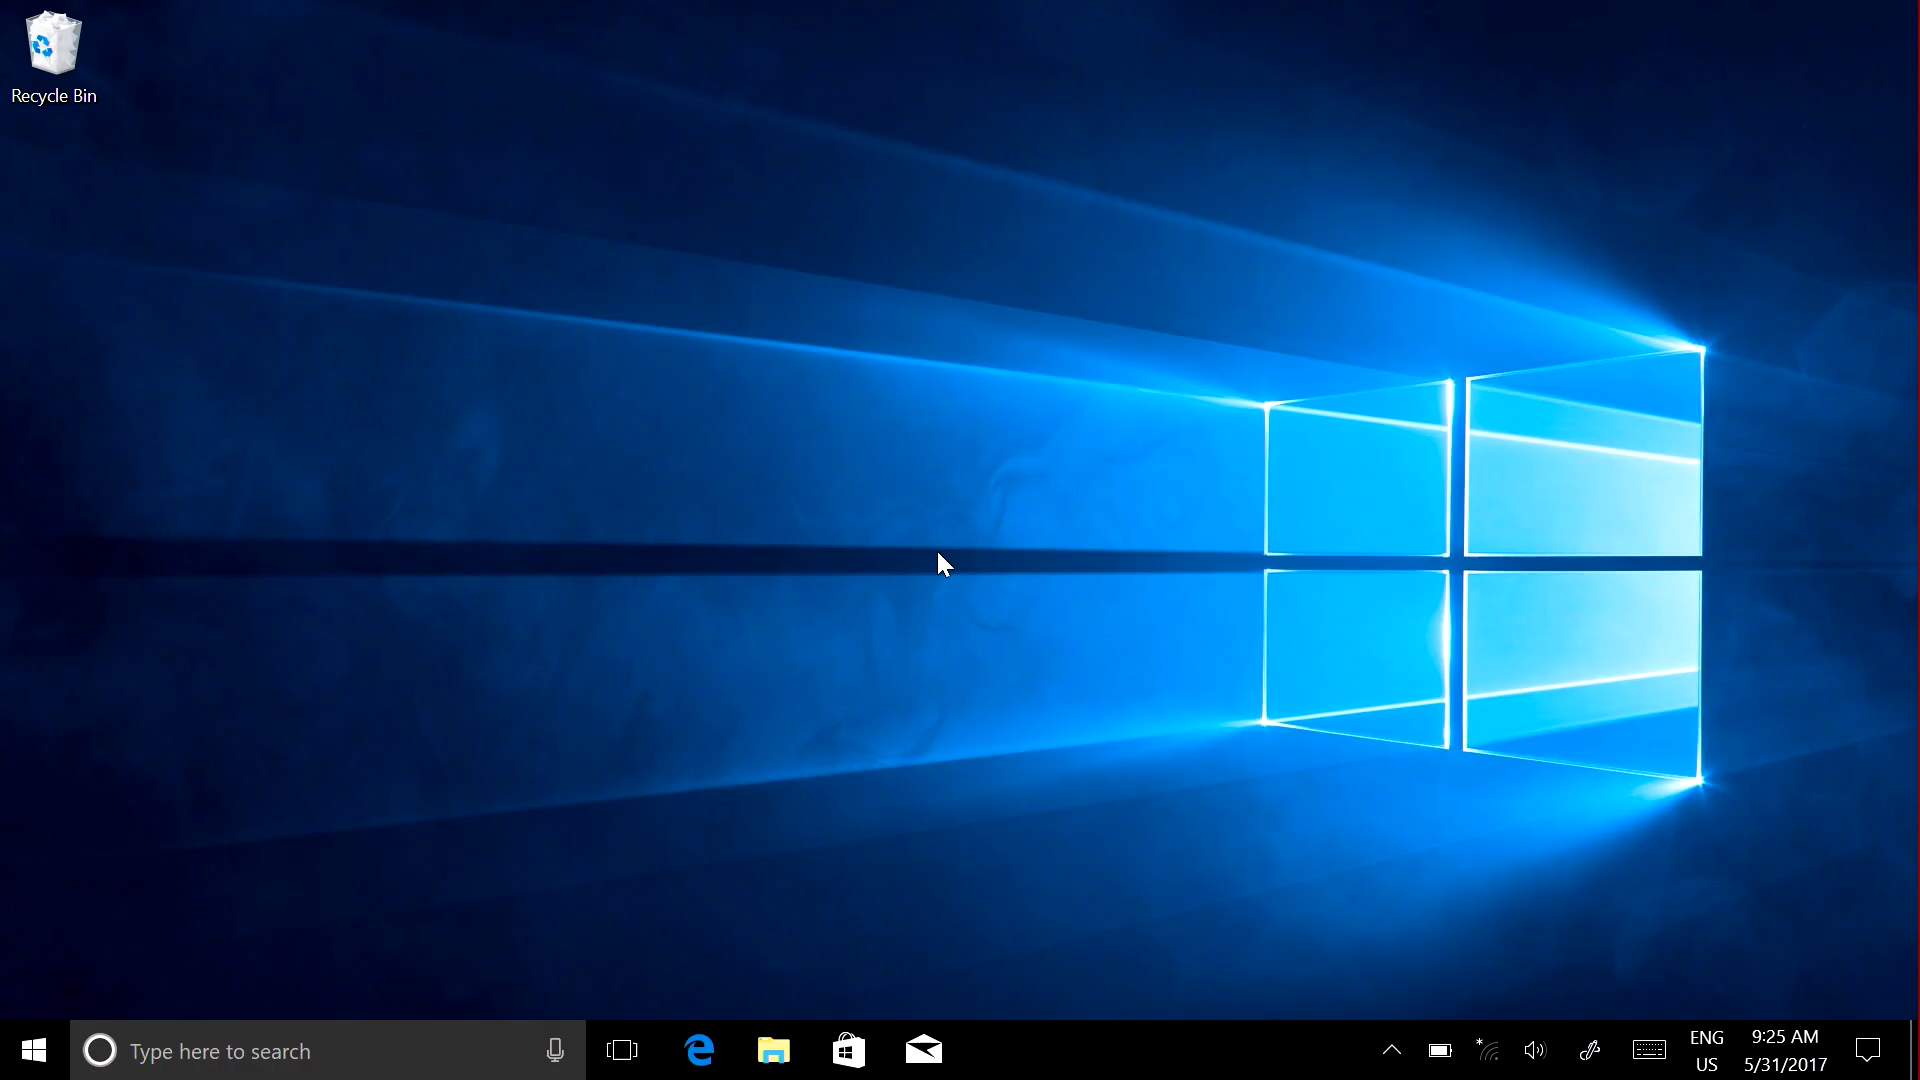 Recycle Bin
Type here to search
ENG
US
9:25 AM
5/31/2017